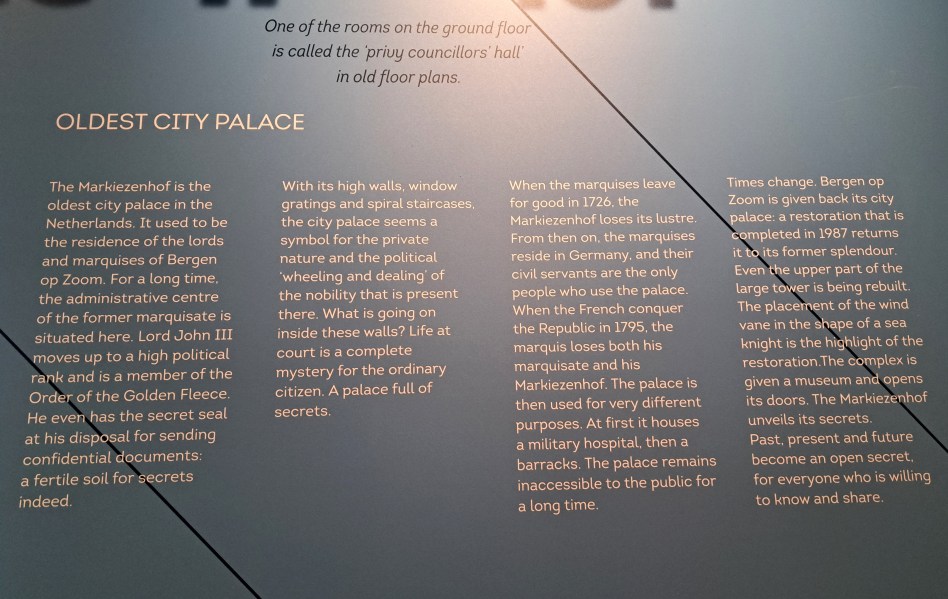 One of the rooms on the ground floor
is called the 'privy councillors' hall'
in old floor plans.
OLDEST CITY PALACE
The Markiezenhof is the
oldest city palace in the
Netherlands. It used to be
the residence of the lords
and marquises of Bergen
op Zoom. For a long time,
the administrative centre
of the former marquisate is
situated here. Lord John III
moves up to a high political
rank and is a member of the
Order of the Golden Fleece.
He even has the secret seal
at his disposal for sending
confidential documents:
a fertile soil for secrets
indeed.
With its high walls, window
gratings and spiral staircases,
the city palace seems a
symbol for the private
nature and the political
'wheeling and dealing' of
the nobility that is present
there. What is going on
inside these walls? Life at
court is a complete
mystery for the ordinary
citizen. A palace full of
secrets.
When the marquises leave
for good in 1726, the
Markiezenhof loses its lustre.
From then on, the marquises
reside in Germany, and their
civil servants are the only
people who use the palace.
When the French conquer
the Republic in 1795, the
marquis loses both his
marquisate and his
Markiezenhof. The palace is
then used for very different
purposes. At first it houses
a military hospital, then a
barracks. The palace remains
inaccessible to the public for
a long time.
Times change. Bergen op
Zoom is given back its city
palace: a restoration that is
completed in 1987 returns
it to its former splendour.
Even the upper part of the
large tower is being rebuilt.
The placement of the wind
vane in the shape of a sea
knight is the highlight of the
restoration.The complex is
given a museum and opens
its doors. The Markiezenhof
unveils its secrets.
Past, present and future
become an open secret,
for everyone who is willing
to know and share.